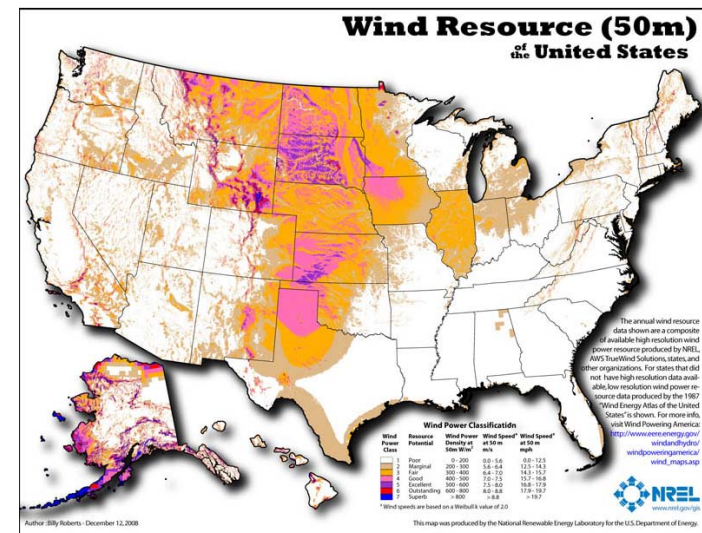 Wind Resource (50m)
of the United States
The annual wind resource
data shown are a composite
of available high resolution wind
power resource produced by NREL,
AWS TrueWind Solutions, states, and
other organizations. For states that did
not have high resolution data avail-
able, low resolution wind power re-
source data produced by the 1987
"Wind Energy Atlas of the United
States" is shown. For more info,
visit Wind Powering America:
http://www.eere.energy.gov/
windandhydro/
windpoweringamerica/
wind_maps.asp
Wind Power Classification
Wind Power Class Resource Potential Wind Power Density at 50m W/m² Wind Speed* at 50 m m/s Wind Speed* at 50 m mph
1 Poor 0 - 200 0.0 - 5.6 0.0 - 12.5
2 Marginal 200 - 300 5.6 - 6.4 12.5 - 14.3
3 Fair 300 - 400 6.4 - 7.0 14.3 - 15.7
4 Good 400 - 500 7.0 - 7.5 15.7 - 16.8
5 Excellent 500 - 600 7.5 - 8.0 16.8 - 17.9
6 Outstanding 600 - 800 8.0 - 8.8 17.9 - 19.7
7 Superb > 800 > 8.8 > 19.7
* Wind speeds are based on a Weibull k value of 2.0
NREL
www.nrel.gov/gis
Author : Billy Roberts - December 12, 2008
This map was produced by the National Renewable Energy Laboratory for the U.S. Department of Energy.